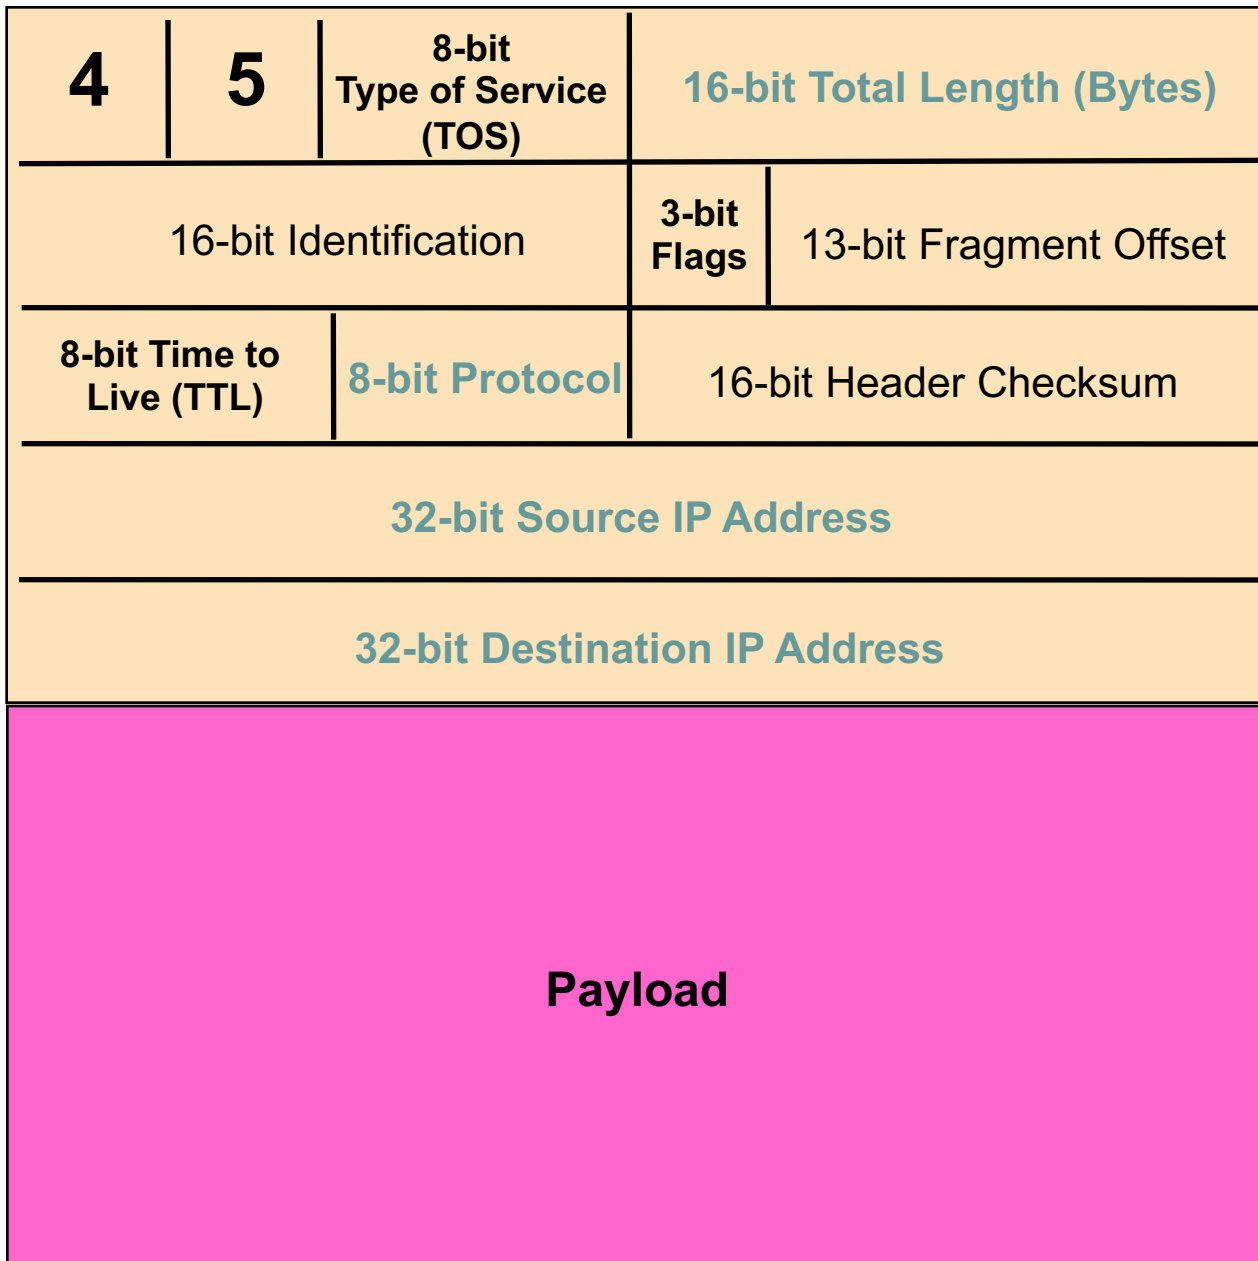 4
5
8-bit
Type of Service
(TOS)
16-bit Total Length (Bytes)
16-bit Identification
3-bit
Flags
13-bit Fragment Offset
8-bit Time to
Live (TTL)
8-bit Protocol
16-bit Header Checksum
32-bit Source IP Address
32-bit Destination IP Address
Payload